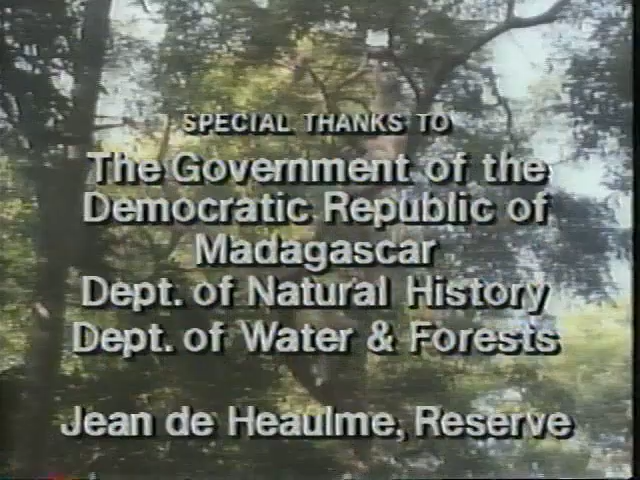 SPECIAL THANKS TO
The Government of the
Democratic Republic of
Madagascar
Dept. of Natural History
Dept. of Water & Forests
Jean de Heaulme, Reserve